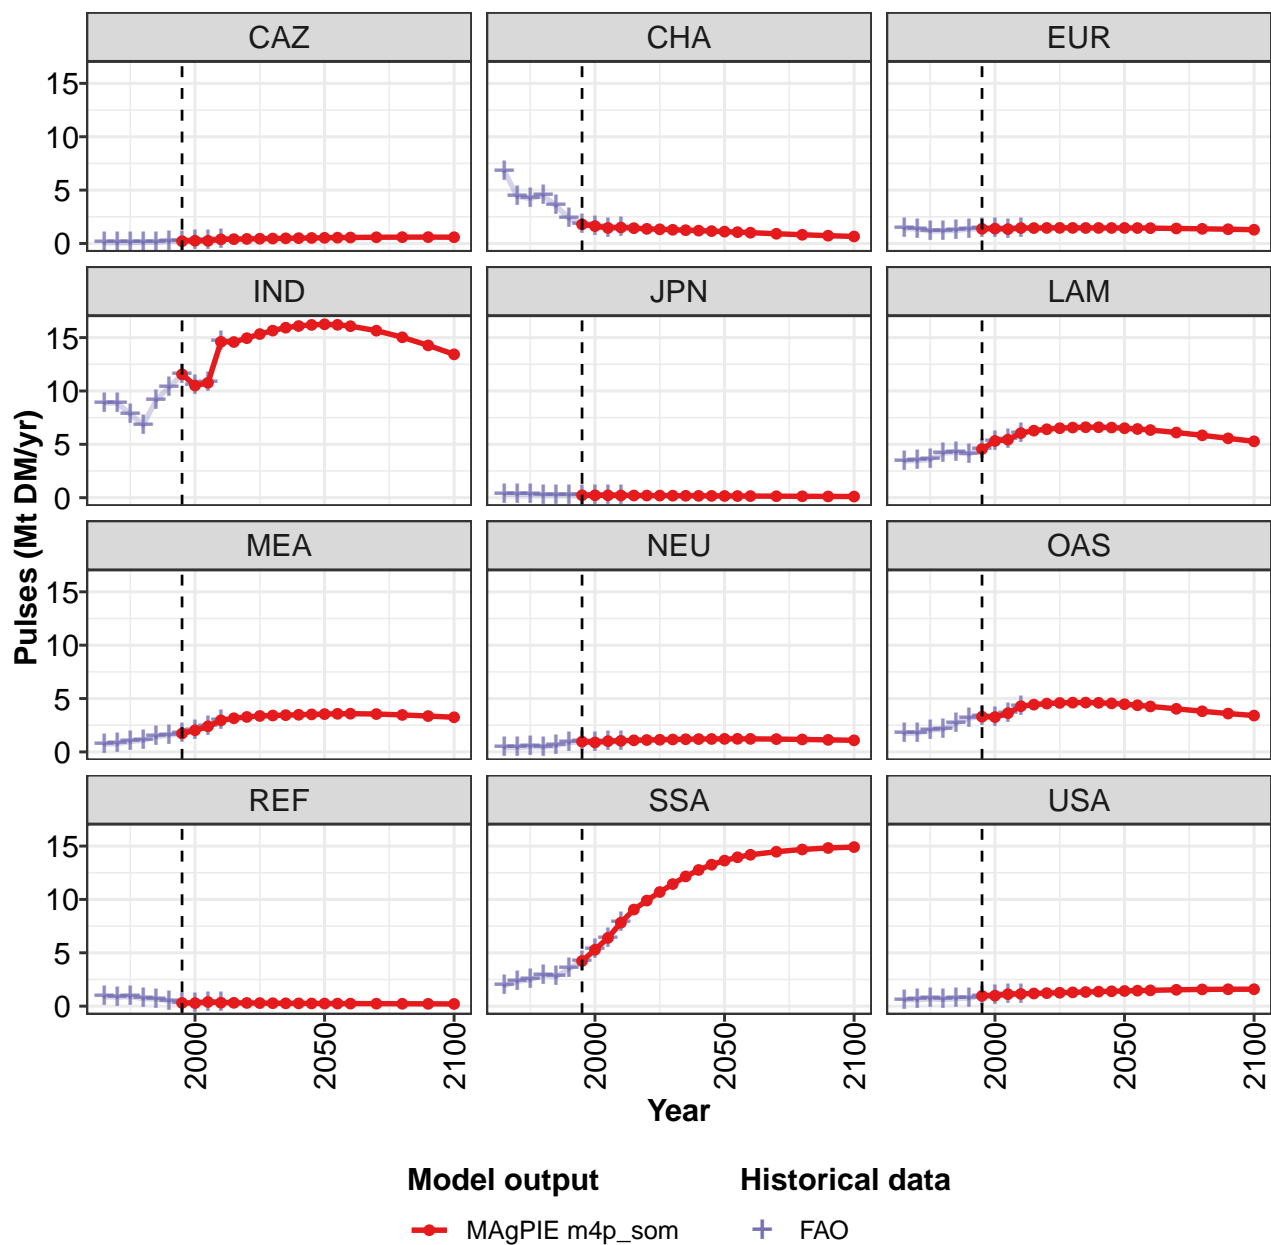 CAZ CHA EUR
15
10
5
0
IND JPN LAM
15
10
5
0
Pulses (Mt DM/yr)
MEA NEU OAS
15
10
5
0
REF SSA USA
15
10
5
0
2000 2050 2100 2000 2050 2100 2000 2050 2100
Year
Model output Historical data
MAgPIE m4p_som FAO